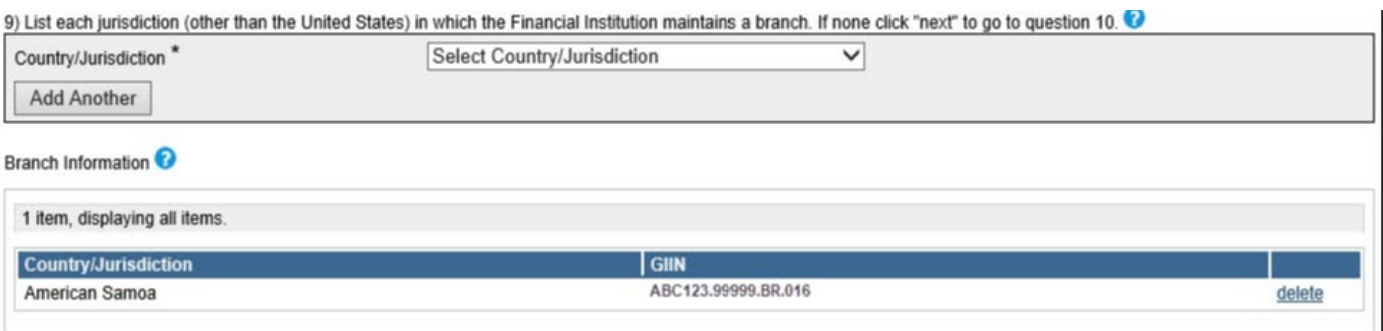 9) List each jurisdiction (other than the United States) in which the Financial Institution maintains a branch. If none click "next" to go to question 10. ?
Country/Jurisdiction * Select Country/Jurisdiction
Add Another
Branch Information ?
1 item, displaying all items.
Country/Jurisdiction GIIN
American Samoa ABC123.99999.BR.016 delete